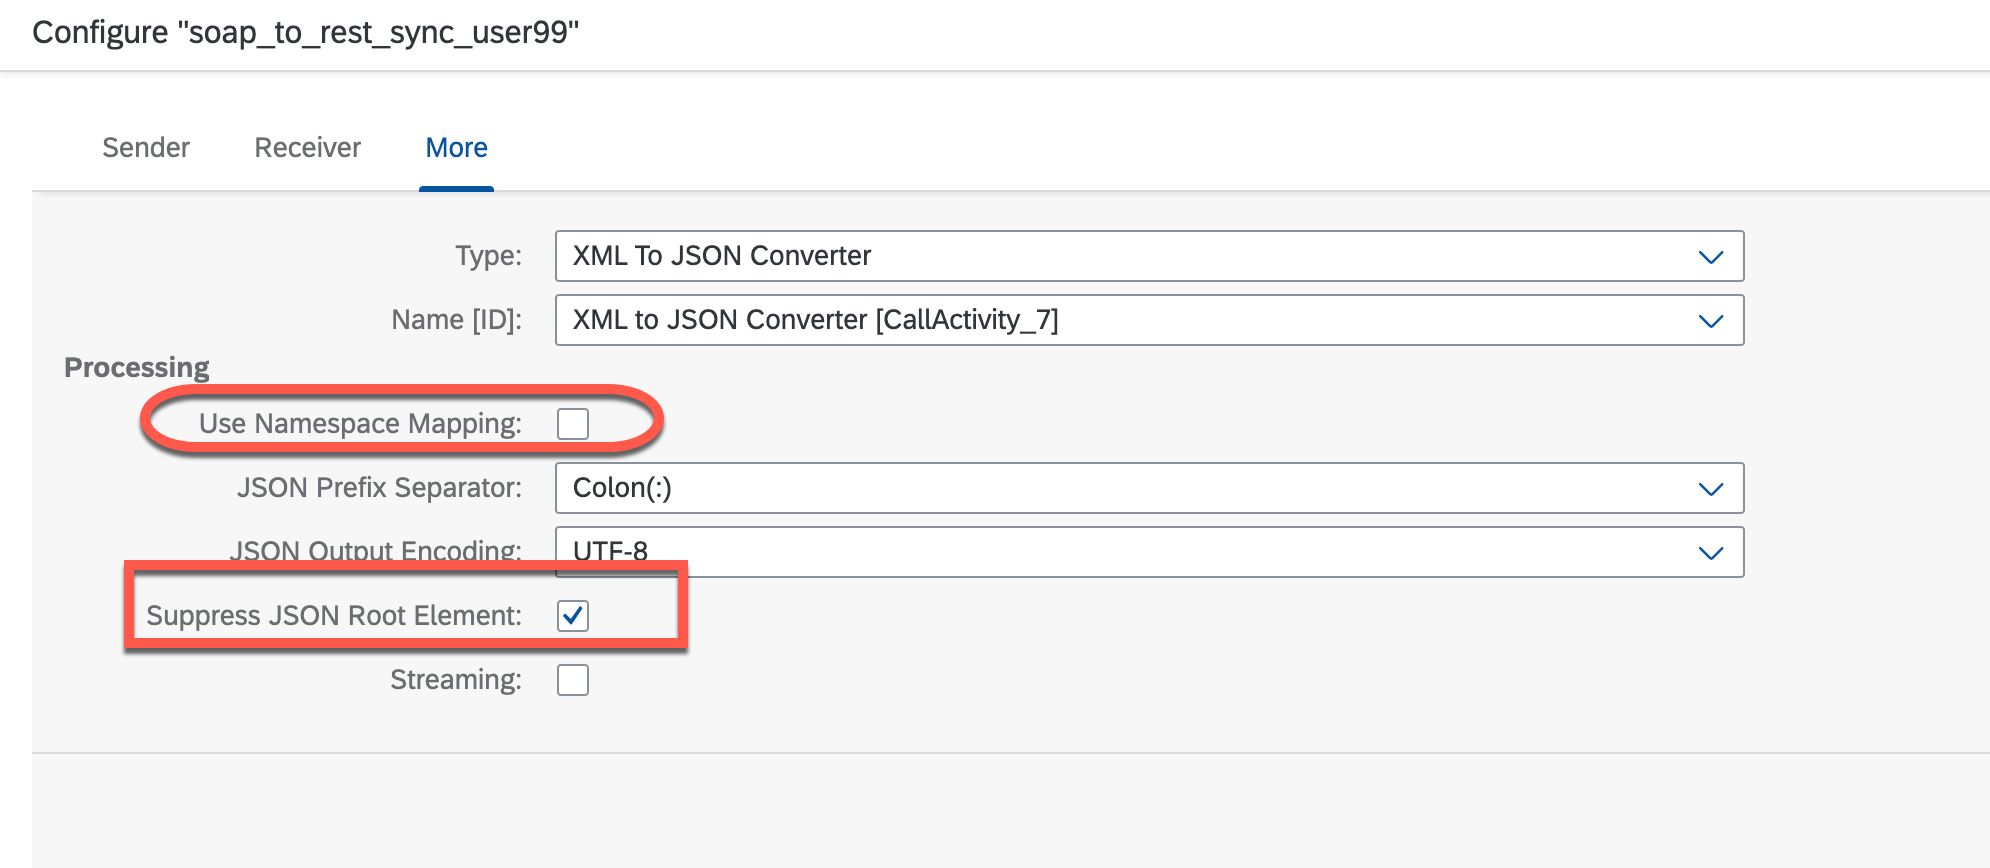 Configure "soap_to_rest_sync_user99"
Sender Receiver More
Type: XML To JSON Converter
Name [ID]: XML to JSON Converter [CallActivity_7]
Processing
Use Namespace Mapping:
JSON Prefix Separator: Colon(:)
JSON Output Encoding: UTF-8
Suppress JSON Root Element:
Streaming: